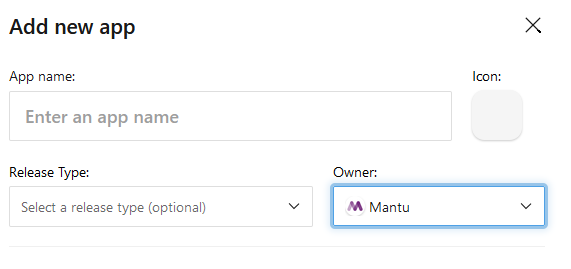 Add new app
App name:
Icon:
Enter an app name
Release Type:
Owner:
Select a release type (optional)
Mantu